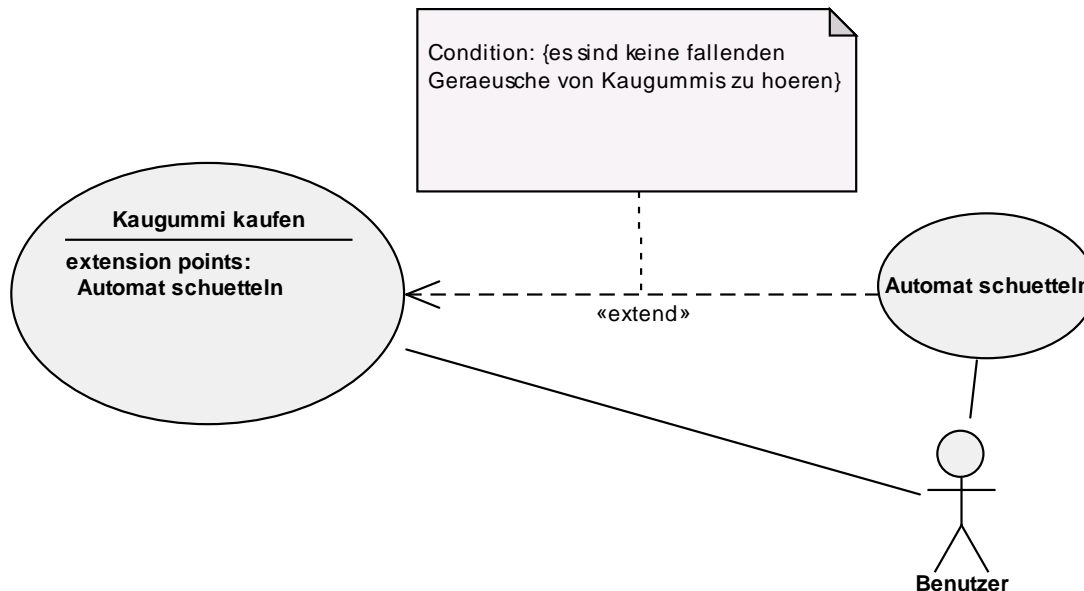 Condition: {es sind keine fallenden
Geraeusche von Kaugummis zu hoeren}
Kaugummi kaufen
extension points:
Automat schuetteln
Automat schuetteln
«extend»
Benutzer